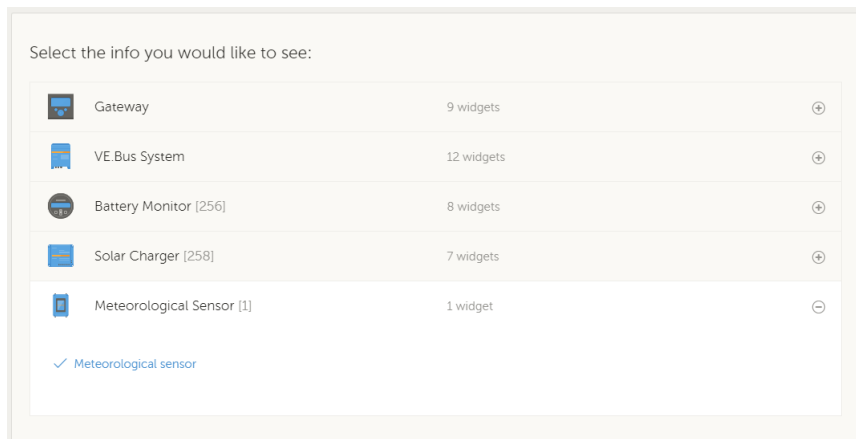 Select the info you would like to see:
Gateway 9 widgets
VE.Bus System 12 widgets
Battery Monitor [256] 8 widgets
Solar Charger [258] 7 widgets
Meteorological Sensor [1] 1 widget
Meteorological sensor